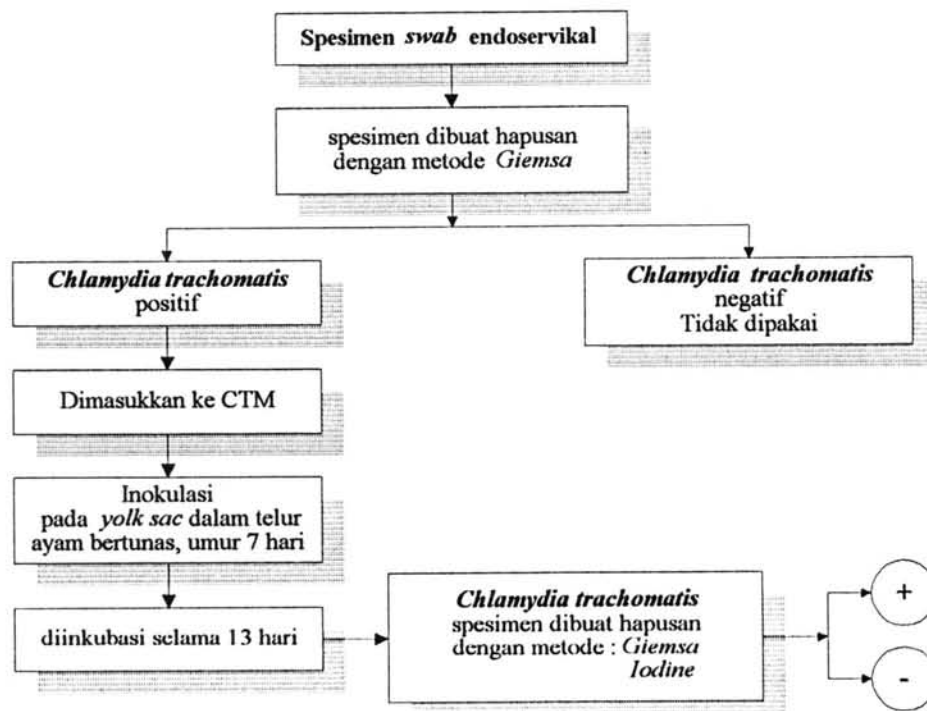 Spesimen swab endoservikal
spesimen dibuat hapusan
dengan metode Giemsa
Chlamydia trachomatis
positif
Chlamydia trachomatis
negatif
Tidak dipakai
Dimasukkan ke CTM
Inokulasi
pada yolk sac dalam telur
ayam bertunas, umur 7 hari
diinkubasi selama 13 hari
Chlamydia trachomatis
spesimen dibuat hapusan
dengan metode : Giemsa
Iodine
+
-